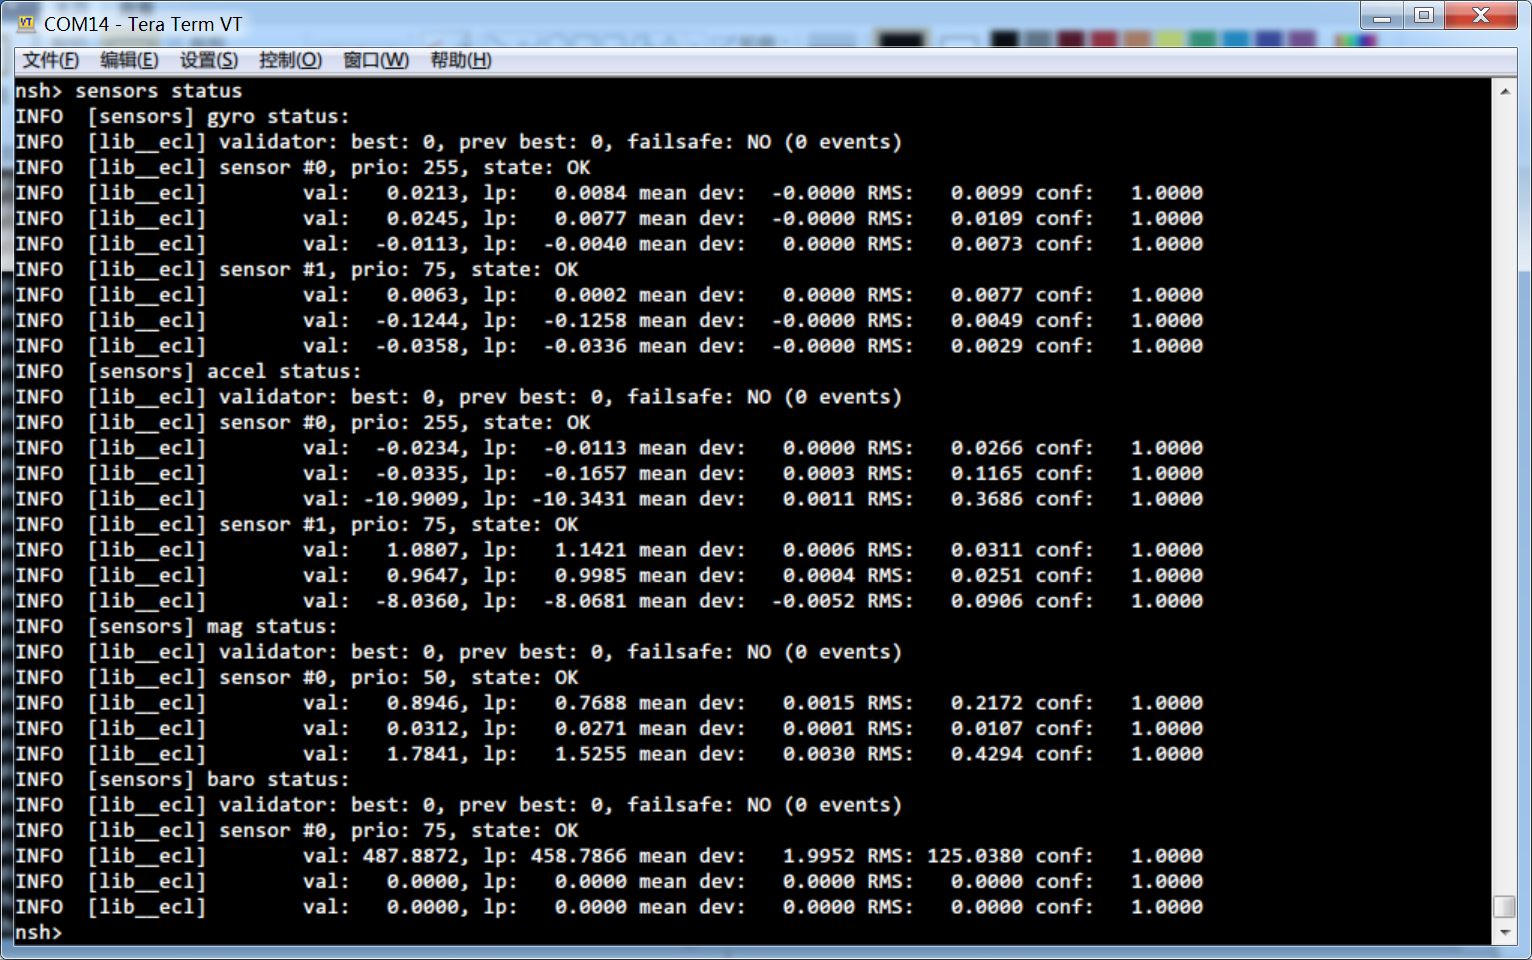 COM14 - Tera Term VT
文件(F) 编辑(E) 设置(S) 控制(O) 窗口(W) 帮助(H)
nsh> sensors status
INFO  [sensors] gyro status:
INFO  [lib__ecl] validator: best: 0, prev best: 0, failsafe: NO (0 events)
INFO  [lib__ecl] sensor #0, prio: 255, state: OK
INFO  [lib__ecl]        val:   0.0213, lp:   0.0084 mean dev:  -0.0000 RMS:   0.0099 conf:   1.0000
INFO  [lib__ecl]        val:   0.0245, lp:   0.0077 mean dev:  -0.0000 RMS:   0.0109 conf:   1.0000
INFO  [lib__ecl]        val:  -0.0113, lp:  -0.0040 mean dev:   0.0000 RMS:   0.0073 conf:   1.0000
INFO  [lib__ecl] sensor #1, prio: 75, state: OK
INFO  [lib__ecl]        val:   0.0063, lp:   0.0002 mean dev:   0.0000 RMS:   0.0077 conf:   1.0000
INFO  [lib__ecl]        val:  -0.1244, lp:  -0.1258 mean dev:  -0.0000 RMS:   0.0049 conf:   1.0000
INFO  [lib__ecl]        val:  -0.0358, lp:  -0.0336 mean dev:  -0.0000 RMS:   0.0029 conf:   1.0000
INFO  [sensors] accel status:
INFO  [lib__ecl] validator: best: 0, prev best: 0, failsafe: NO (0 events)
INFO  [lib__ecl] sensor #0, prio: 255, state: OK
INFO  [lib__ecl]        val:  -0.0234, lp:  -0.0113 mean dev:   0.0000 RMS:   0.0266 conf:   1.0000
INFO  [lib__ecl]        val:  -0.0335, lp:  -0.1657 mean dev:   0.0003 RMS:   0.1165 conf:   1.0000
INFO  [lib__ecl]        val: -10.9009, lp: -10.3431 mean dev:   0.0011 RMS:   0.3686 conf:   1.0000
INFO  [lib__ecl] sensor #1, prio: 75, state: OK
INFO  [lib__ecl]        val:   1.0807, lp:   1.1421 mean dev:   0.0006 RMS:   0.0311 conf:   1.0000
INFO  [lib__ecl]        val:   0.9647, lp:   0.9985 mean dev:   0.0004 RMS:   0.0251 conf:   1.0000
INFO  [lib__ecl]        val:  -8.0360, lp:  -8.0681 mean dev:  -0.0052 RMS:   0.0906 conf:   1.0000
INFO  [sensors] mag status:
INFO  [lib__ecl] validator: best: 0, prev best: 0, failsafe: NO (0 events)
INFO  [lib__ecl] sensor #0, prio: 50, state: OK
INFO  [lib__ecl]        val:   0.8946, lp:   0.7688 mean dev:   0.0015 RMS:   0.2172 conf:   1.0000
INFO  [lib__ecl]        val:   0.0312, lp:   0.0271 mean dev:   0.0001 RMS:   0.0107 conf:   1.0000
INFO  [lib__ecl]        val:   1.7841, lp:   1.5255 mean dev:   0.0030 RMS:   0.4294 conf:   1.0000
INFO  [sensors] baro status:
INFO  [lib__ecl] validator: best: 0, prev best: 0, failsafe: NO (0 events)
INFO  [lib__ecl] sensor #0, prio: 75, state: OK
INFO  [lib__ecl]        val: 487.8872, lp: 458.7866 mean dev:   1.9952 RMS: 125.0380 conf:   1.0000
INFO  [lib__ecl]        val:   0.0000, lp:   0.0000 mean dev:   0.0000 RMS:   0.0000 conf:   1.0000
INFO  [lib__ecl]        val:   0.0000, lp:   0.0000 mean dev:   0.0000 RMS:   0.0000 conf:   1.0000
nsh>